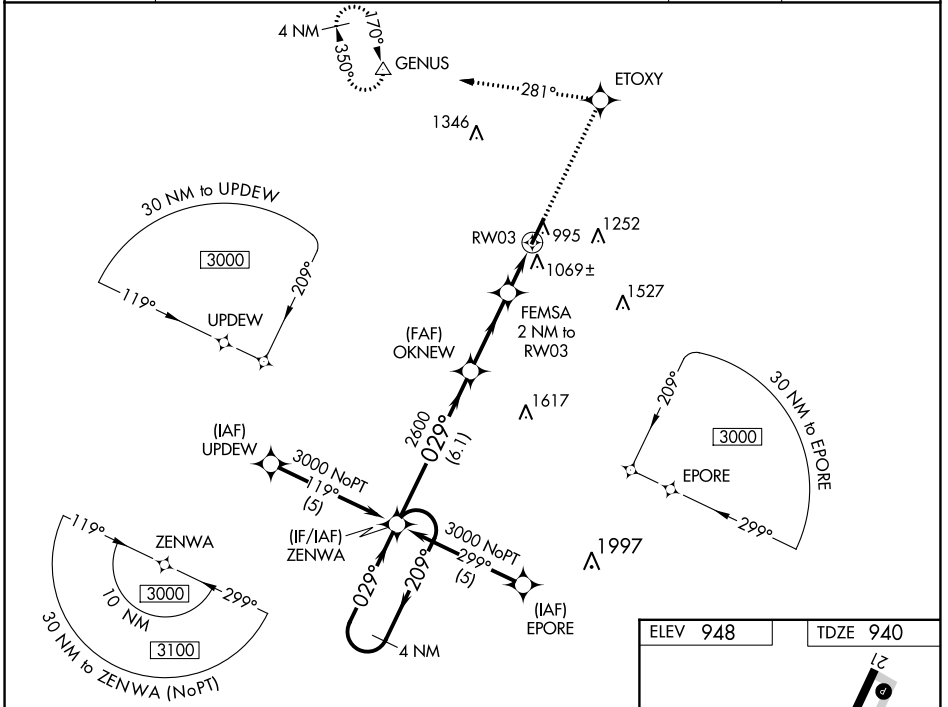 4 NM
170°
350°
GENUS
281°
ETOXY
1346
30 NM to UPDEW
3000
119°
209°
UPDEW
RW03
995
1252
1069±
1527
FEMSA
2 NM to
RW03
(FAF)
OKNEW
1617
209°
30 NM to EPORE
3000
EPORE
299°
2600
029°
(6.1)
(IAF)
UPDEW
3000 NoPT
119°
(5)
(IF/IAF)
ZENWA
3000 NoPT
299°
(5)
1997
(IAF)
EPORE
029°
209°
4 NM
119°
ZENWA
3000
299°
10 NM
3100
30 NM to ZENWA (NoPT)
ELEV 948
TDZE 940
21
P